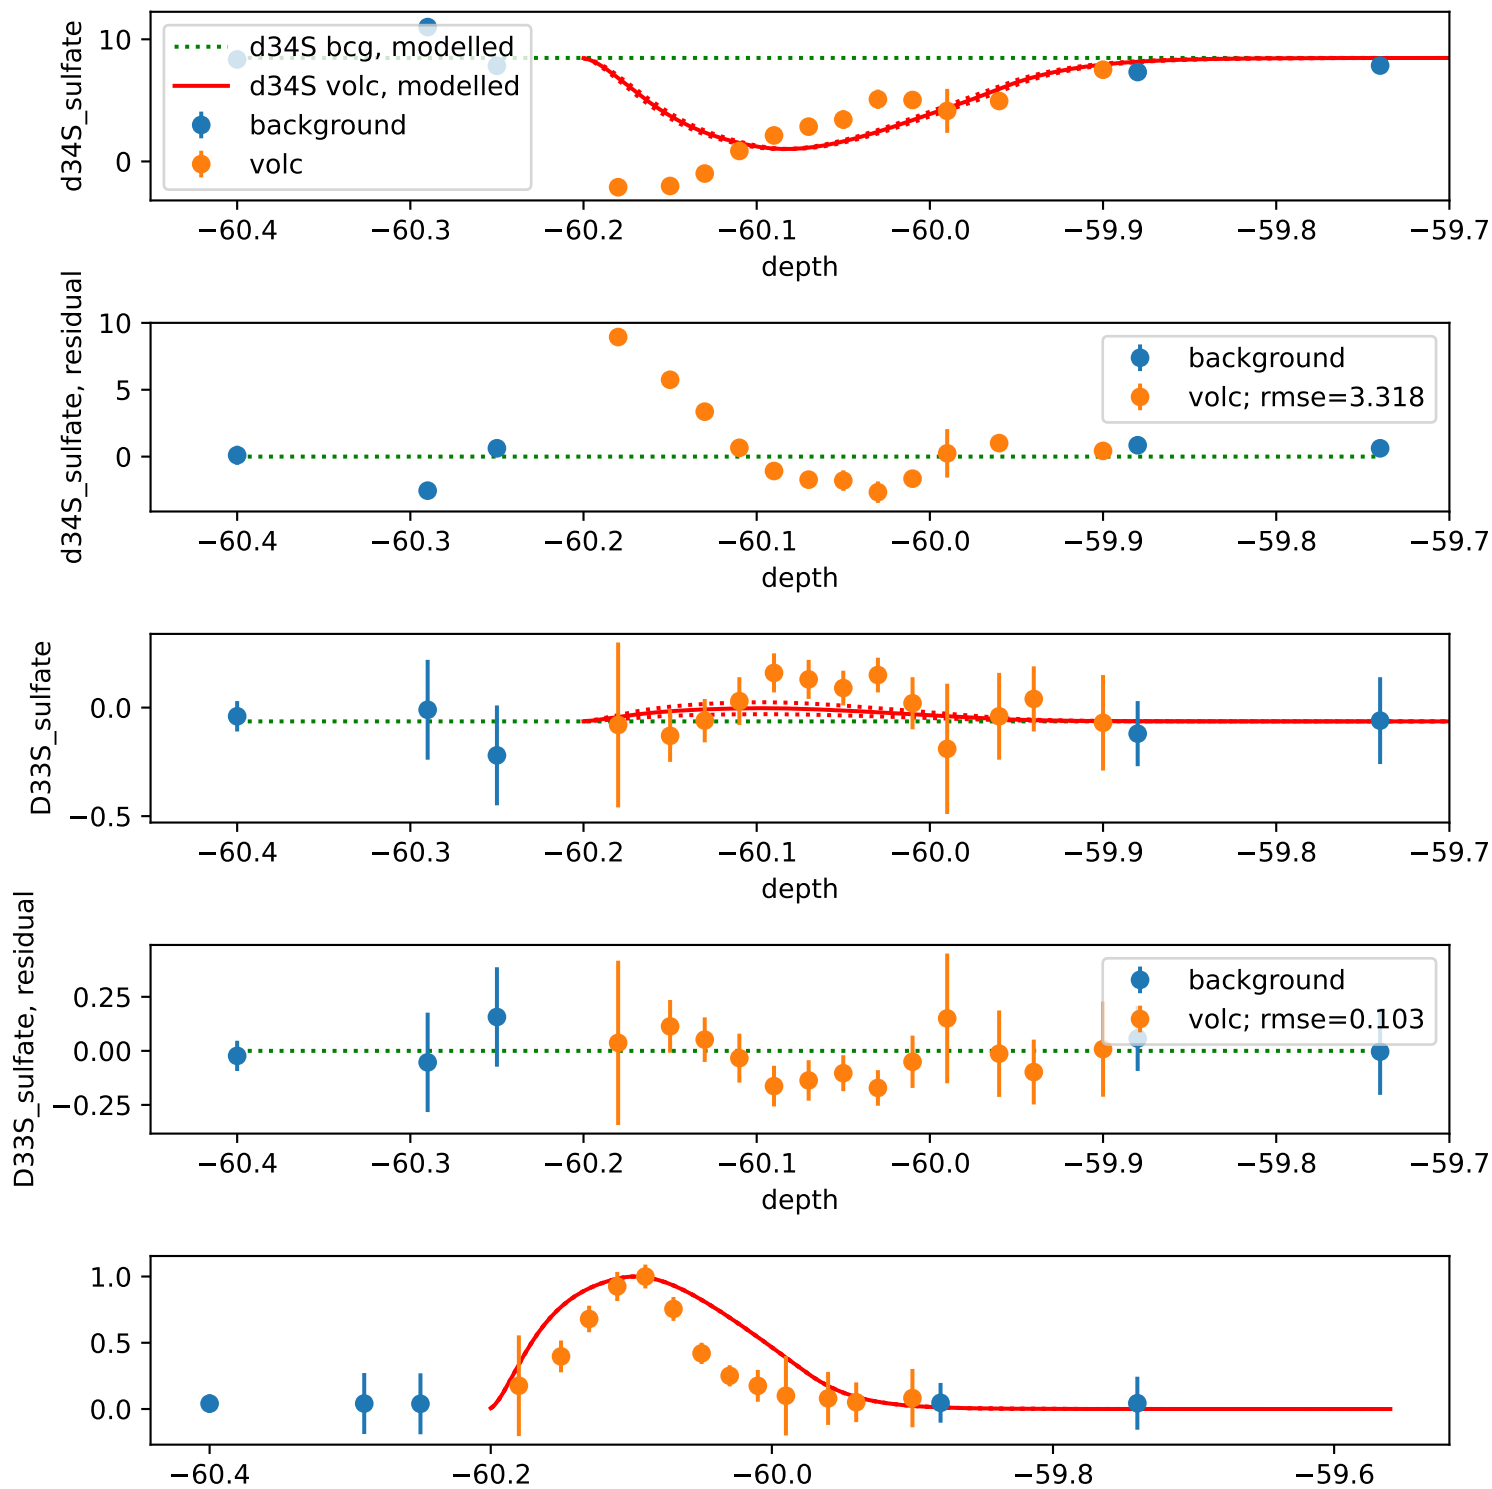 d34S_sulfate
10
0
d34S bcg, modelled
d34S volc, modelled
background
volc
−60.4 −60.3 −60.2 −60.1 −60.0 −59.9 −59.8 −59.7
depth
d34S_sulfate, residual
10
5
0
background
volc; rmse=3.318
−60.4 −60.3 −60.2 −60.1 −60.0 −59.9 −59.8 −59.7
depth
D33S_sulfate
0.0
−0.5
−60.4 −60.3 −60.2 −60.1 −60.0 −59.9 −59.8 −59.7
depth
D33S_sulfate, residual
0.25
0.00
−0.25
background
volc; rmse=0.103
−60.4 −60.3 −60.2 −60.1 −60.0 −59.9 −59.8 −59.7
depth
1.0
0.5
0.0
−60.4 −60.2 −60.0 −59.8 −59.6